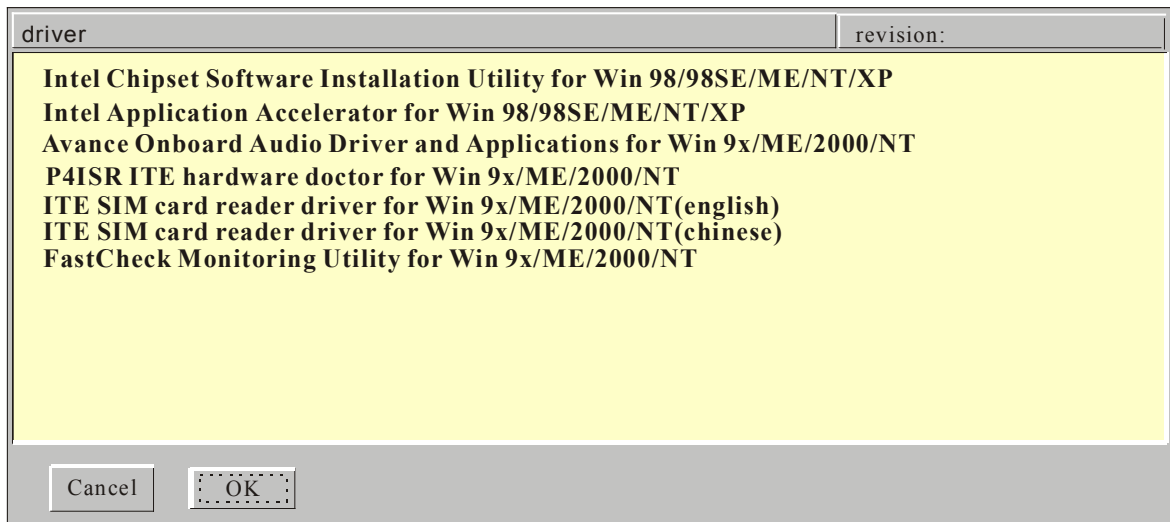 driver
revision:
Intel Chipset Software Installation Utility for Win 98/98SE/ME/NT/XP
Intel Application Accelerator for Win 98/98SE/ME/NT/XP
Avance Onboard Audio Driver and Applications for Win 9x/ME/2000/NT
P4ISR ITE hardware doctor for Win 9x/ME/2000/NT
ITE SIM card reader driver for Win 9x/ME/2000/NT(english)
ITE SIM card reader driver for Win 9x/ME/2000/NT(chinese)
FastCheck Monitoring Utility for Win 9x/ME/2000/NT
Cancel
OK